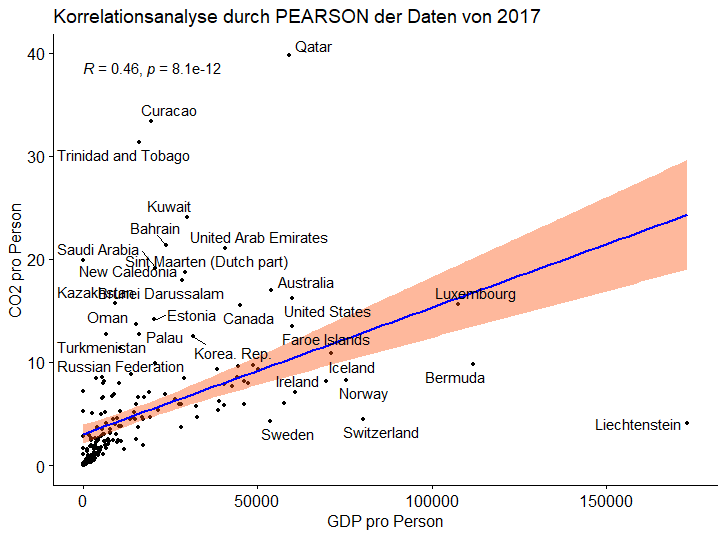 Korrelationsanalyse durch PEARSON der Daten von 2017
Qatar
40
R = 0.46, p = 8.1e-12
Curacao
Trinidad and Tobago
30
Kuwait
Bahrain
United Arab Emirates
Saudi Arabia
Sint Maarten (Dutch part)
20
New Caledonia
Australia
Kazakhstan
Brunei Darussalam
Luxembourg
Oman
Estonia
Canada
United States
Palau
Faroe Islands
Turkmenistan
Korea. Rep.
Russian Federation
Iceland
10
Ireland
Bermuda
Norway
Sweden
Switzerland
Liechtenstein
0
CO2 pro Person
0
50000
100000
150000
GDP pro Person